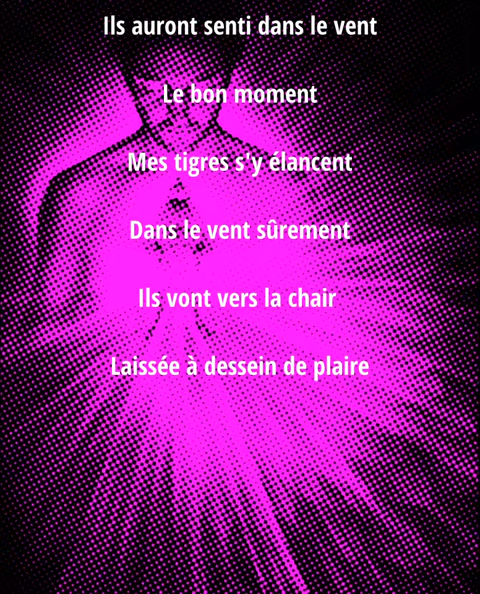 Ils auront senti dans le vent
Le bon moment
Mes tigres s'y élancent
Dans le vent sûrement
Ils vont vers la chair
Laissée à dessein de plaire